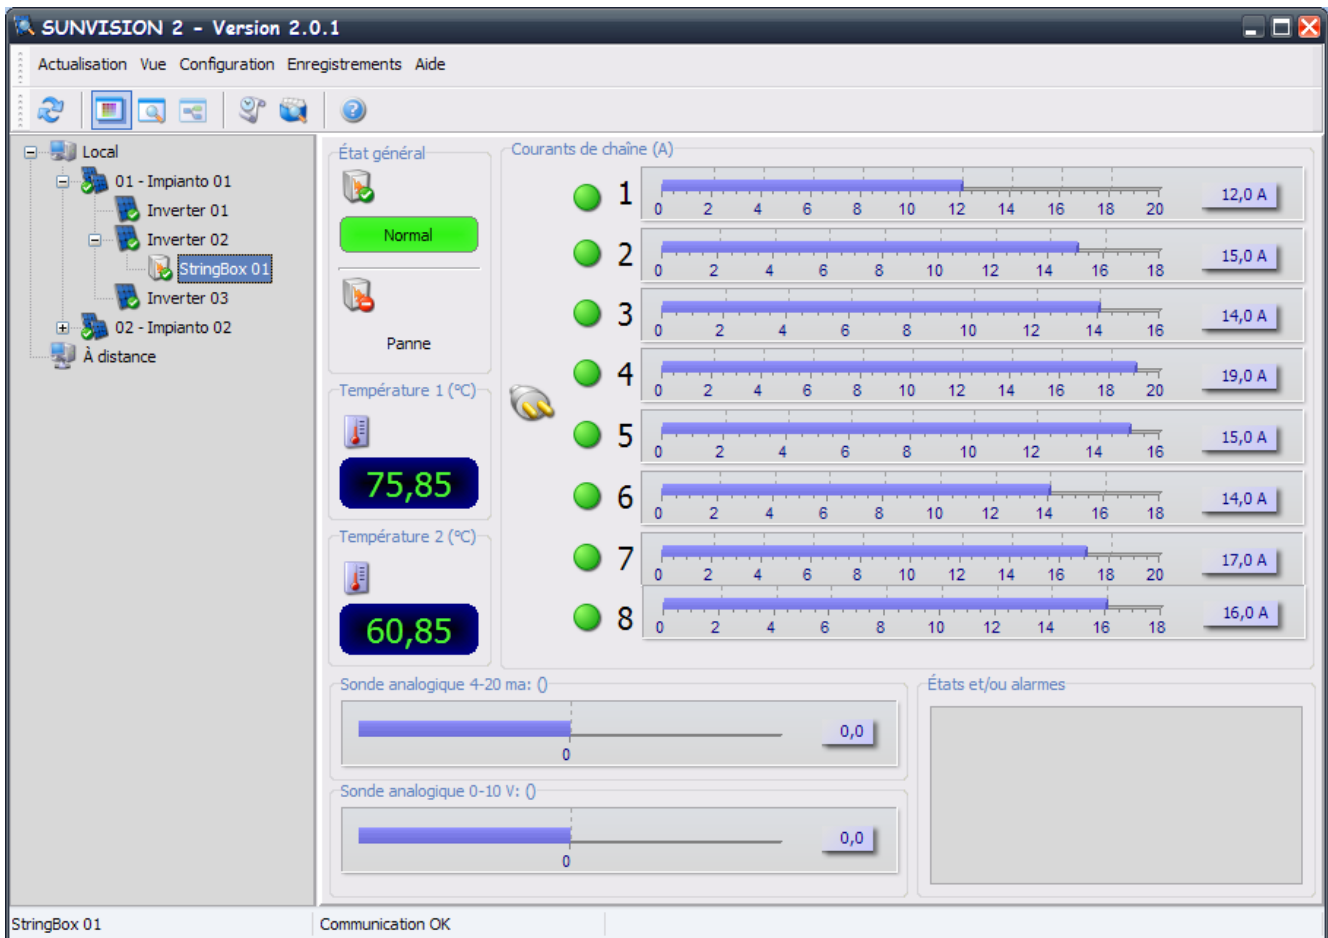 SUNVISION 2 - Version 2.0.1
Actualisation Vue Configuration Enregistrements Aide
Local
01 - Impianto 01
Inverter 01
Inverter 02
StringBox 01
Inverter 03
02 - Impianto 02
À distance
État général
Normal
Panne
Température 1 (°C)
75,85
Température 2 (°C)
60,85
Courants de chaîne (A)
1 0 2 4 6 8 10 12 14 16 18 20 12,0 A
2 0 2 4 6 8 10 12 14 16 18 15,0 A
3 0 2 4 6 8 10 12 14 16 14,0 A
4 0 2 4 6 8 10 12 14 16 18 20 19,0 A
5 0 2 4 6 8 10 12 14 16 15,0 A
6 0 2 4 6 8 10 12 14 16 18 14,0 A
7 0 2 4 6 8 10 12 14 16 18 20 17,0 A
8 0 2 4 6 8 10 12 14 16 18 16,0 A
Sonde analogique 4-20 ma: ()
0 0,0
Sonde analogique 0-10 V: ()
0 0,0
États et/ou alarmes
StringBox 01 Communication OK